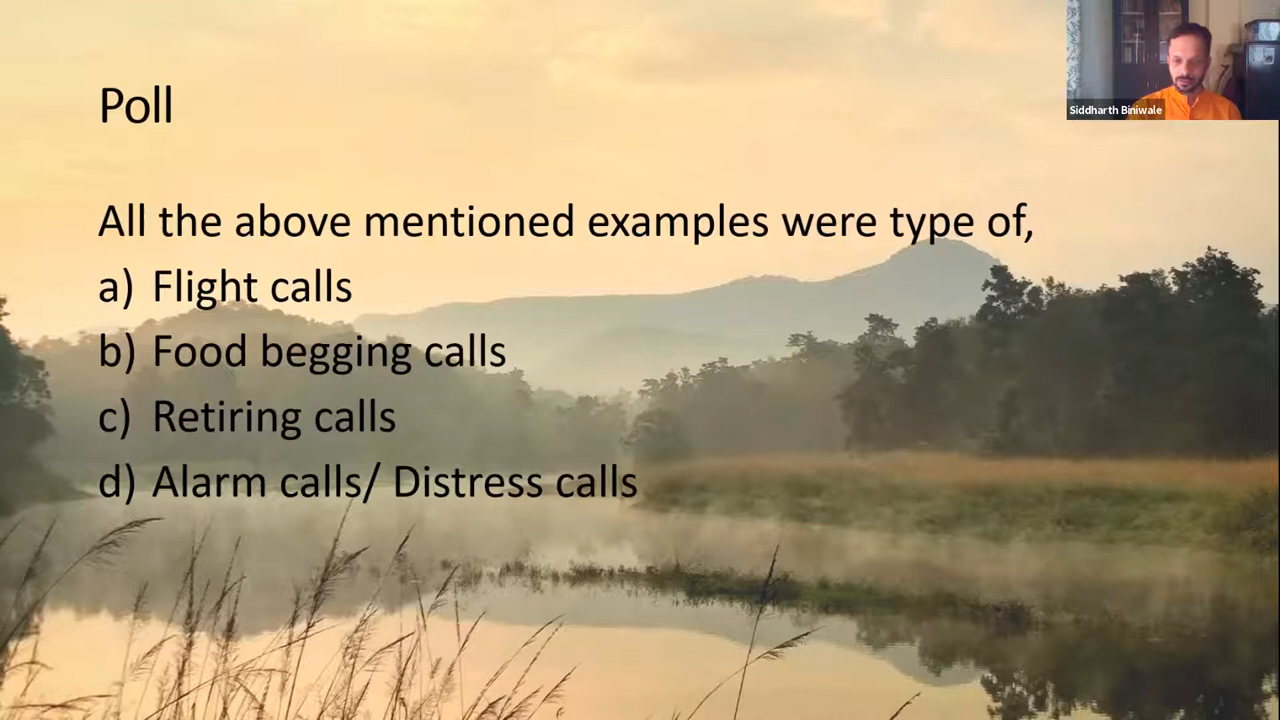 Poll
All the above mentioned examples were type of,
a) Flight calls
b) Food begging calls
c) Retiring calls
d) Alarm calls/ Distress calls
Siddharth Biniwale